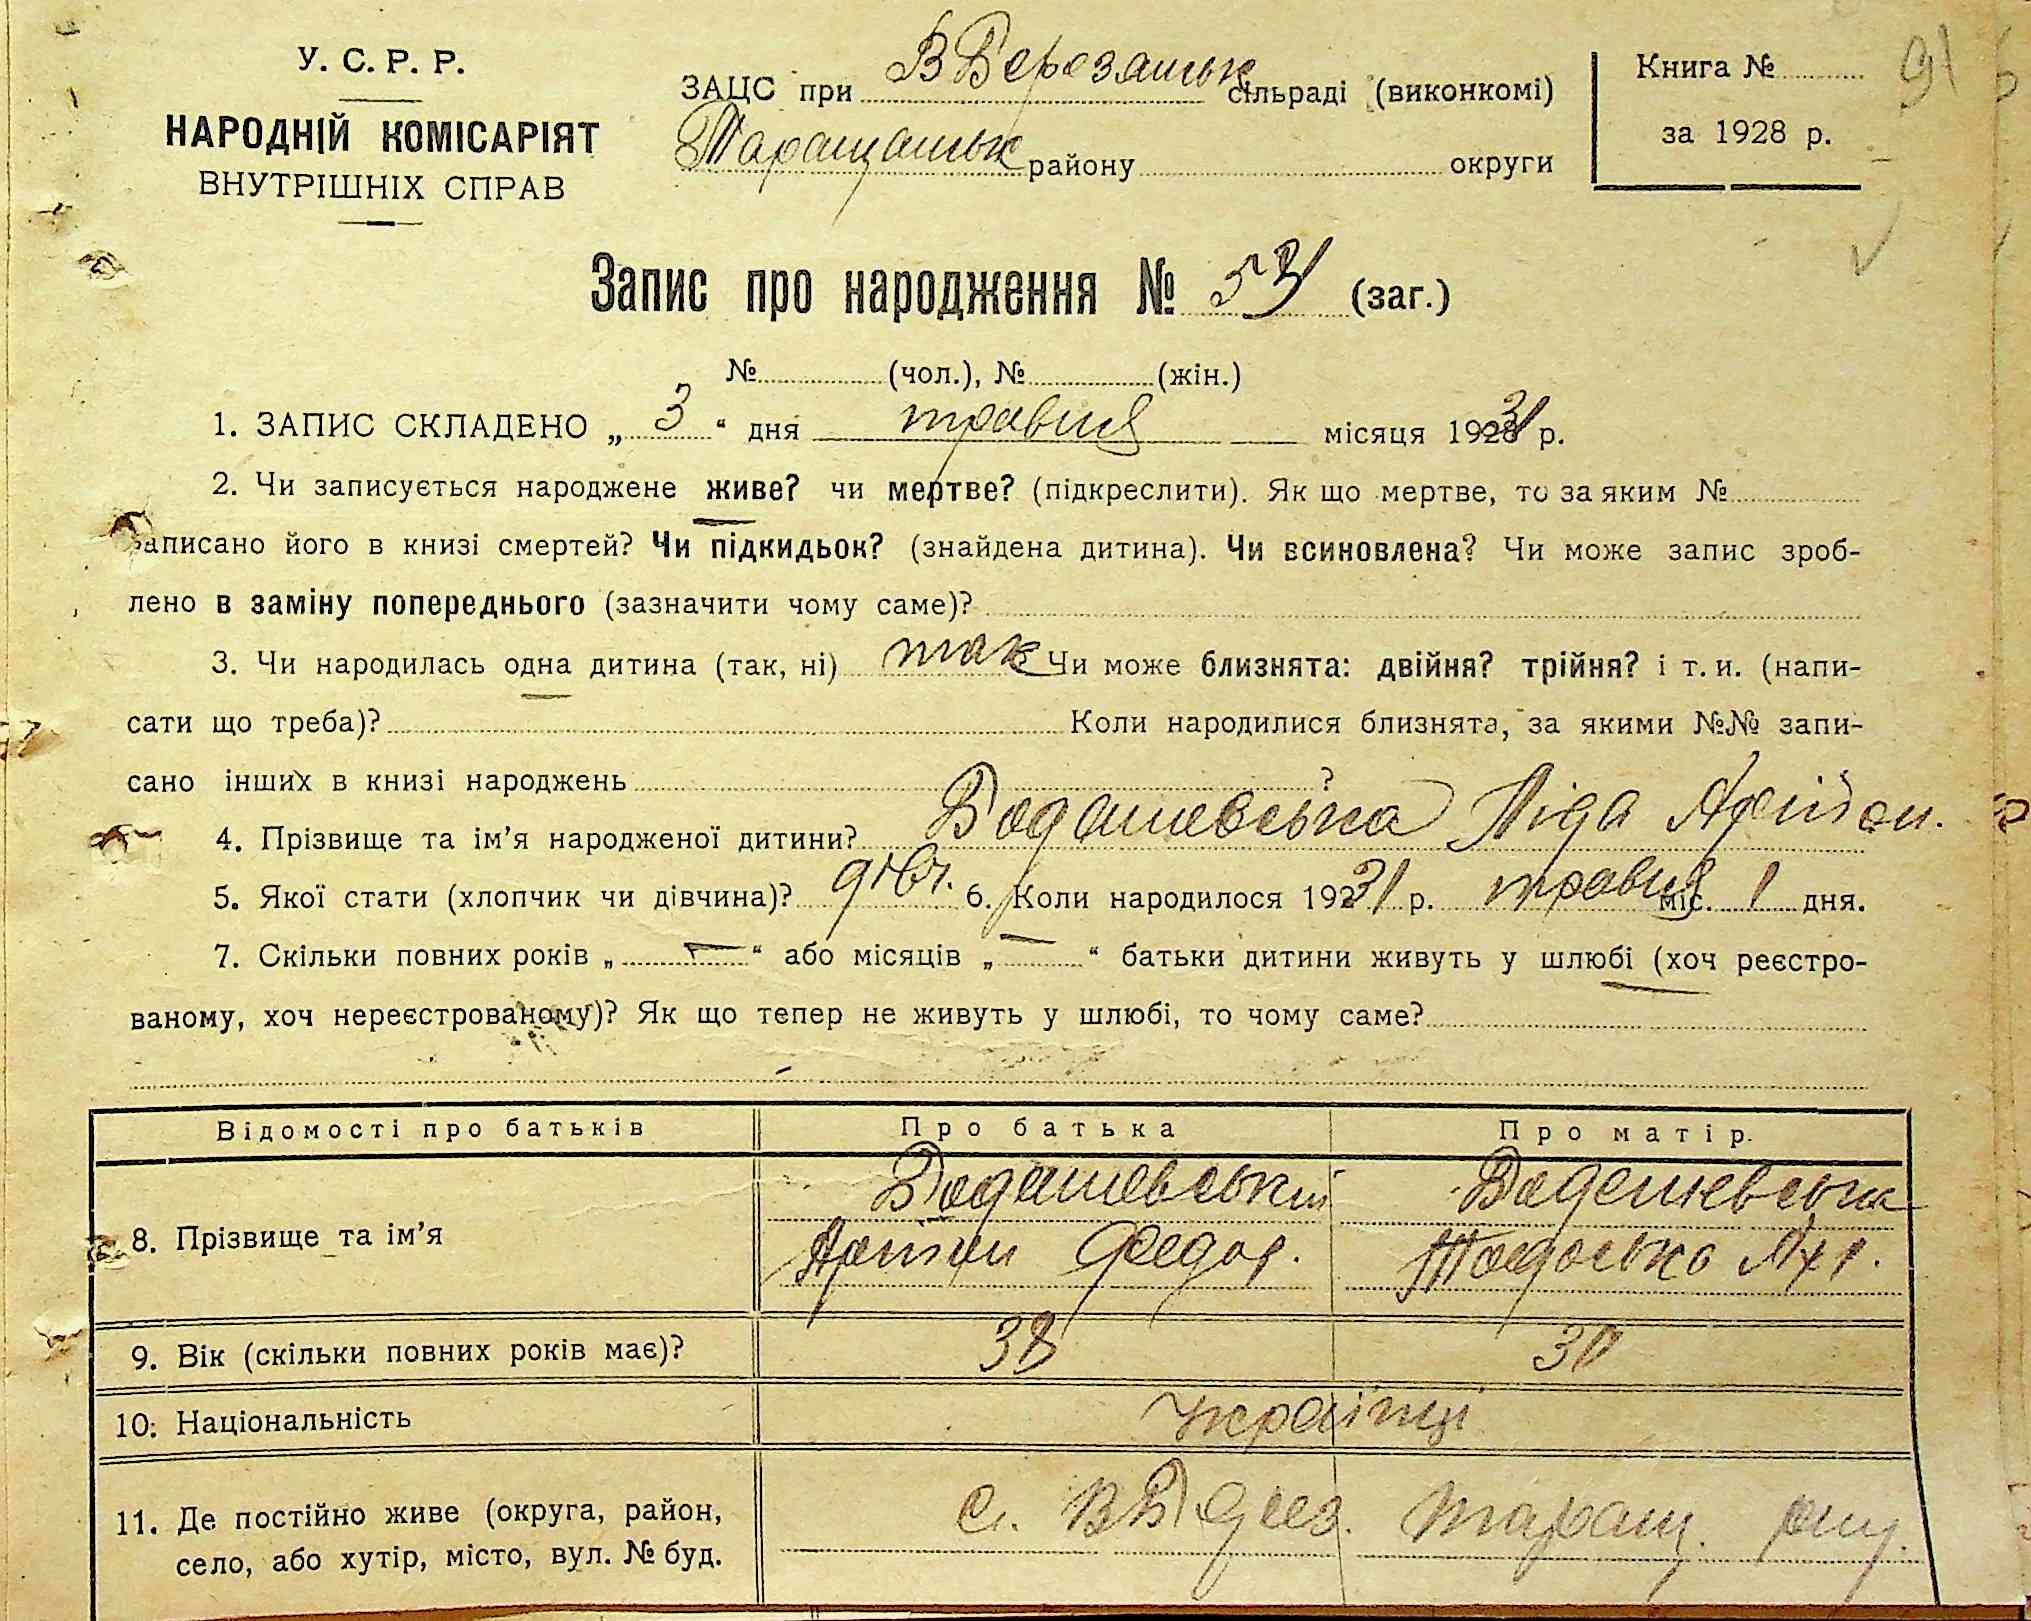 У. С. Р. Р.
НАРОДНІЙ КОМІСАРІЯТ
ВНУТРІШНІХ СПРАВ
ЗАЦС при ВБерезанськ сільраді (виконкомі)
Таращанськ району округи
Книга №
за 1928 р.
91
Запис про народження № 53 (заг.)
№ (чол.), № (жін.)
1. ЗАПИС СКЛАДЕНО „ 3 “ дня травня місяця 1931 р.
2. Чи записується народжене живе? чи мертве? (підкреслити). Як що мертве, то за яким №
записано його в книзі смертей? Чи підкидьок? (знайдена дитина). Чи всиновлена? Чи може запис зроб-
лено в заміну попереднього (зазначити чому саме)?
3. Чи народилась одна дитина (так, ні) так Чи може близнята: двійня? трійня? і т. и. (напи-
сати що треба)? Коли народилися близнята, за якими №№ запи-
сано інших в книзі народжень ?
4. Прізвище та ім’я народженої дитини? Ліда
5. Якої стати (хлопчик чи дівчина)? дівч. 6. Коли народилося 1931 р. травня міс. 1 дня.
7. Скільки повних років „ — “ або місяців „ — “ батьки дитини живуть у шлюбі (хоч реєстро-
ваному, хоч нереєстрованому)? Як що тепер не живуть у шлюбі, то чому саме?
Відомості про батьків Про батька Про матір.
8. Прізвище та ім’я
Федор.
9. Вік (скільки повних років має)? 38 30
10. Національність Українці
11. Де постійно живе (округа, район,
село, або хутір, місто, вул. № буд.
с. Таращ.